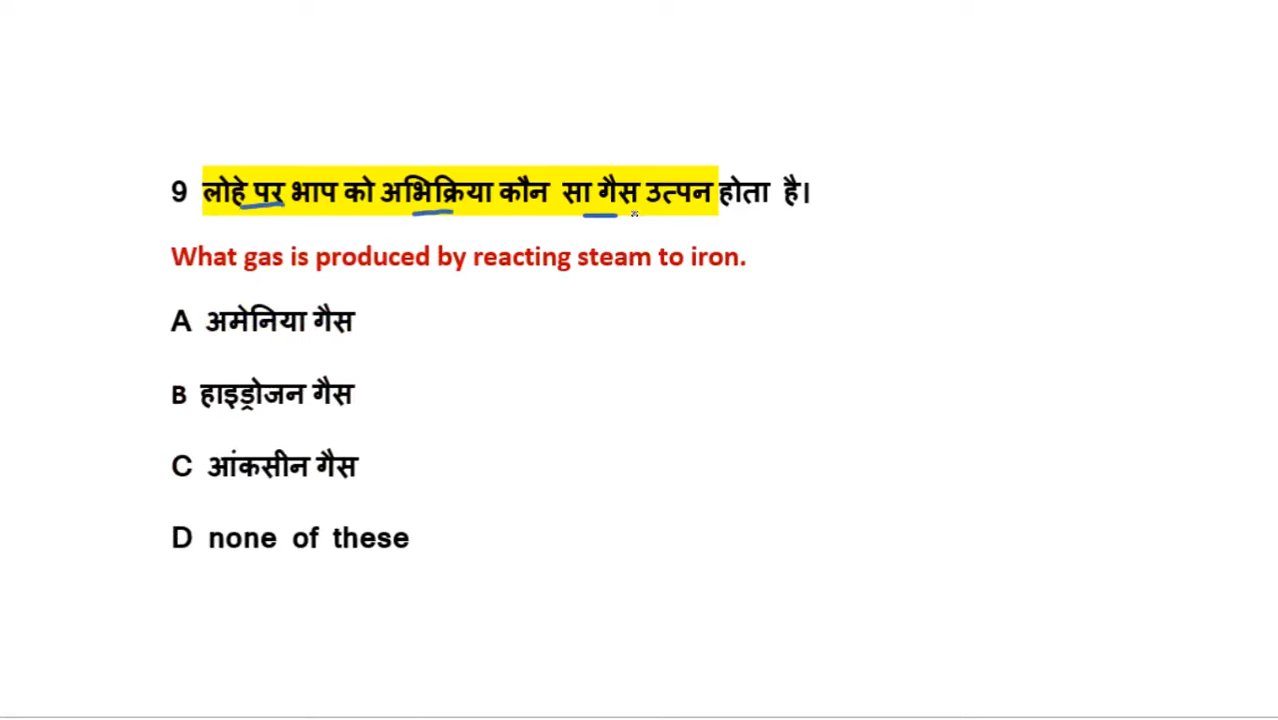 9 लोहे पर भाप को अभिक्रिया कौन सा गैस उत्पन होता है।
What gas is produced by reacting steam to iron.
A अमेनिया गैस
B हाइड्रोजन गैस
C आंकसीन गैस
D none of these